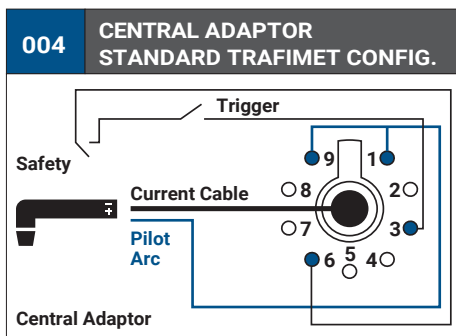 004
CENTRAL ADAPTOR
STANDARD TRAFIMET CONFIG.
Trigger
Safety
9 1
8 2
Current Cable
7 3
Pilot
Arc
6 5 4
Central Adaptor